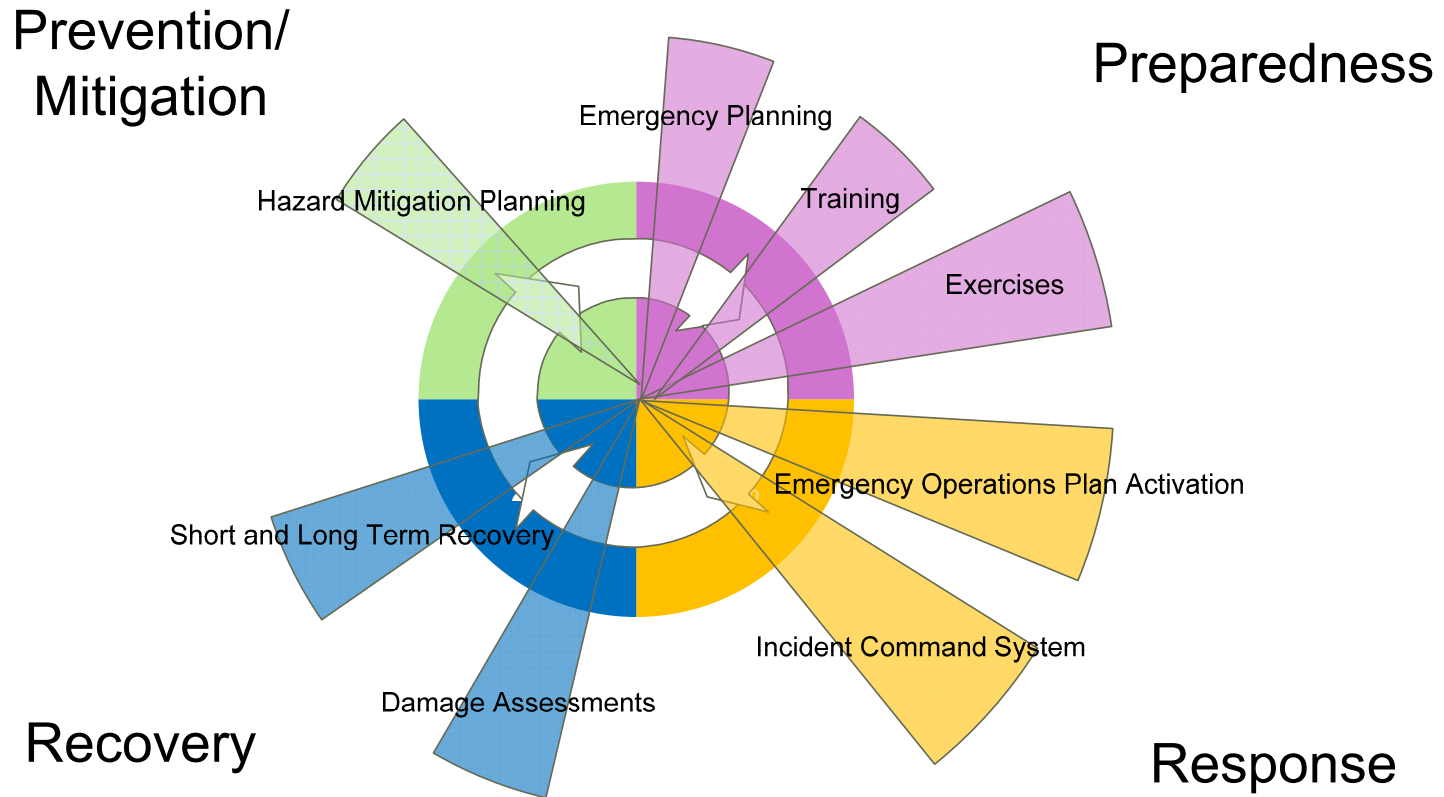 Prevention/
Mitigation
Preparedness
Emergency Planning
Training
Hazard Mitigation Planning
Exercises
Emergency Operations Plan Activation
Short and Long Term Recovery
Incident Command System
Damage Assessments
Recovery
Response